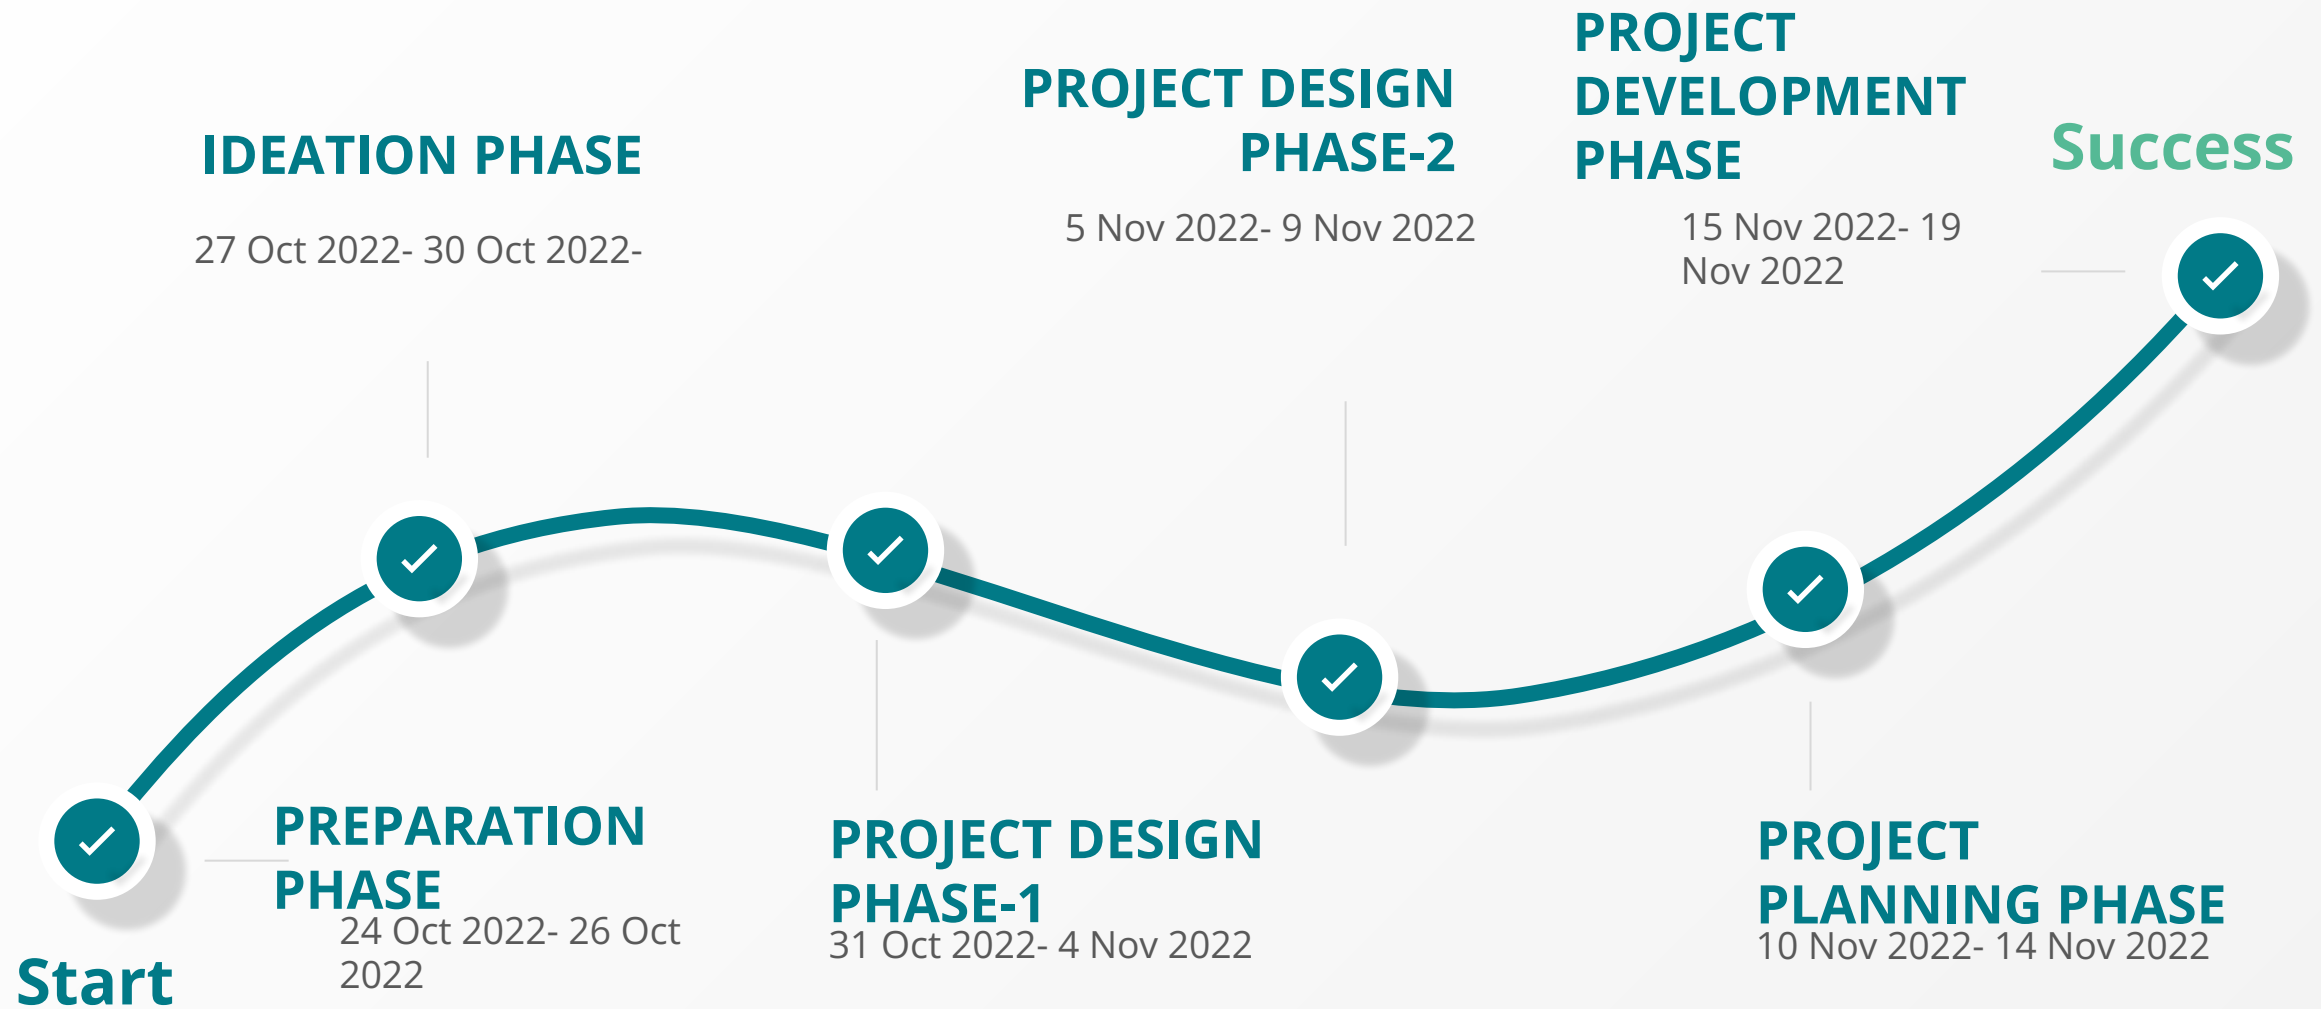 IDEATION PHASE
27 Oct 2022- 30 Oct 2022-
PROJECT DESIGN
PHASE-2
5 Nov 2022- 9 Nov 2022
PROJECT
DEVELOPMENT
PHASE
15 Nov 2022- 19
Nov 2022
Success
Start
PREPARATION
PHASE
24 Oct 2022- 26 Oct
2022
PROJECT DESIGN
PHASE-1
31 Oct 2022- 4 Nov 2022
PROJECT
PLANNING PHASE
10 Nov 2022- 14 Nov 2022